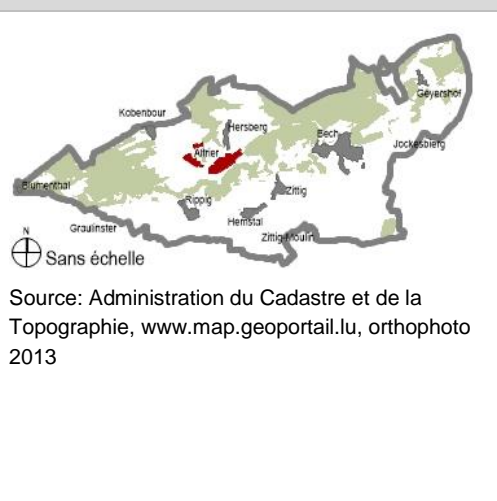 Geyershof
Kobenbour
Hersberg
Bech
Jockesbierg
Altrier
Blumenthal
Zittig
Rippig
Hemstal
Graulinster
Zittig-Moulin
N
Sans échelle
Source: Administration du Cadastre et de la
Topographie, www.map.geoportail.lu, orthophoto
2013